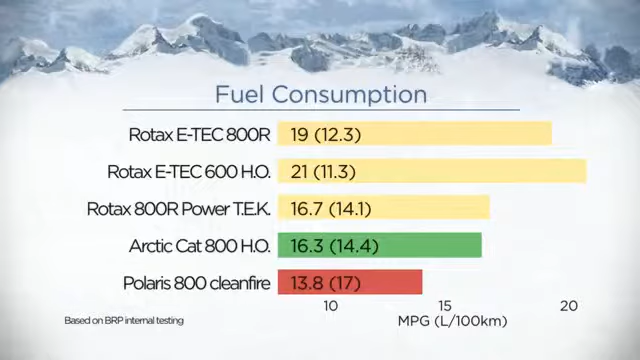 Fuel Consumption
Rotax E-TEC 800R 19 (12.3)
Rotax E-TEC 600 H.O. 21 (11.3)
Rotax 800R Power T.E.K. 16.7 (14.1)
Arctic Cat 800 H.O. 16.3 (14.4)
Polaris 800 cleanfire 13.8 (17)
10 15 20
Based on BRP internal testing MPG (L/100km)